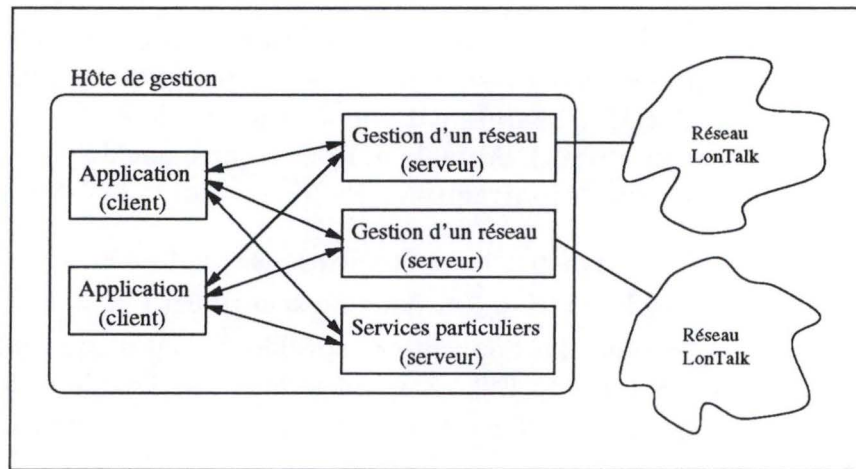 Hôte de gestion
Application
(client)
Application
(client)
Gestion d'un réseau
(serveur)
Gestion d'un réseau
(serveur)
Services particuliers
(serveur)
Réseau
LonTalk
Réseau
LonTalk